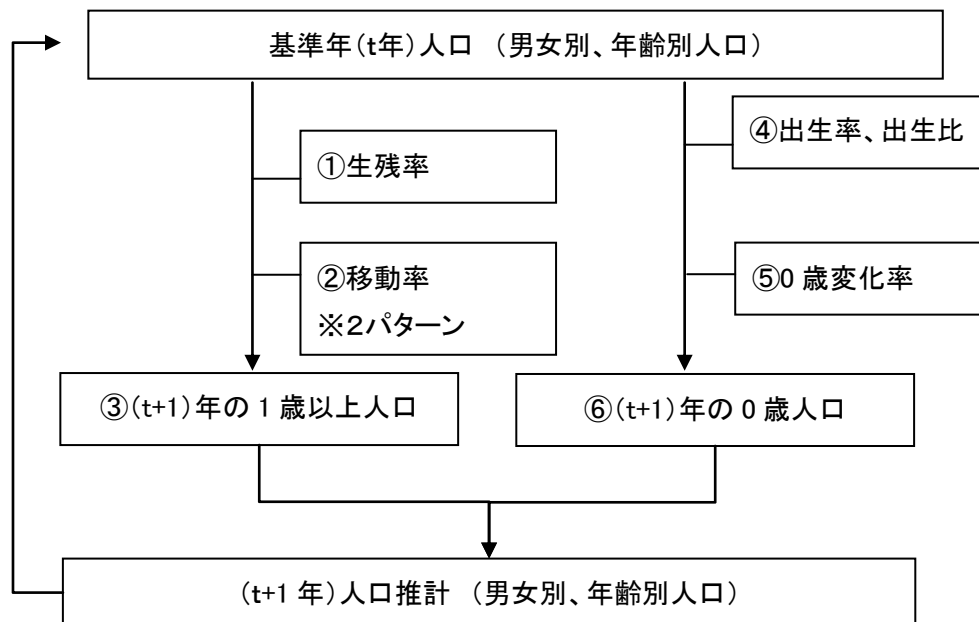 基準年(t年)人口 (男女別、年齢別人口)
①生残率
②移動率
※2パターン
④出生率、出生比
⑤0 歳変化率
③(t+1)年の 1 歳以上人口
⑥(t+1)年の 0 歳人口
(t+1 年)人口推計 (男女別、年齢別人口)